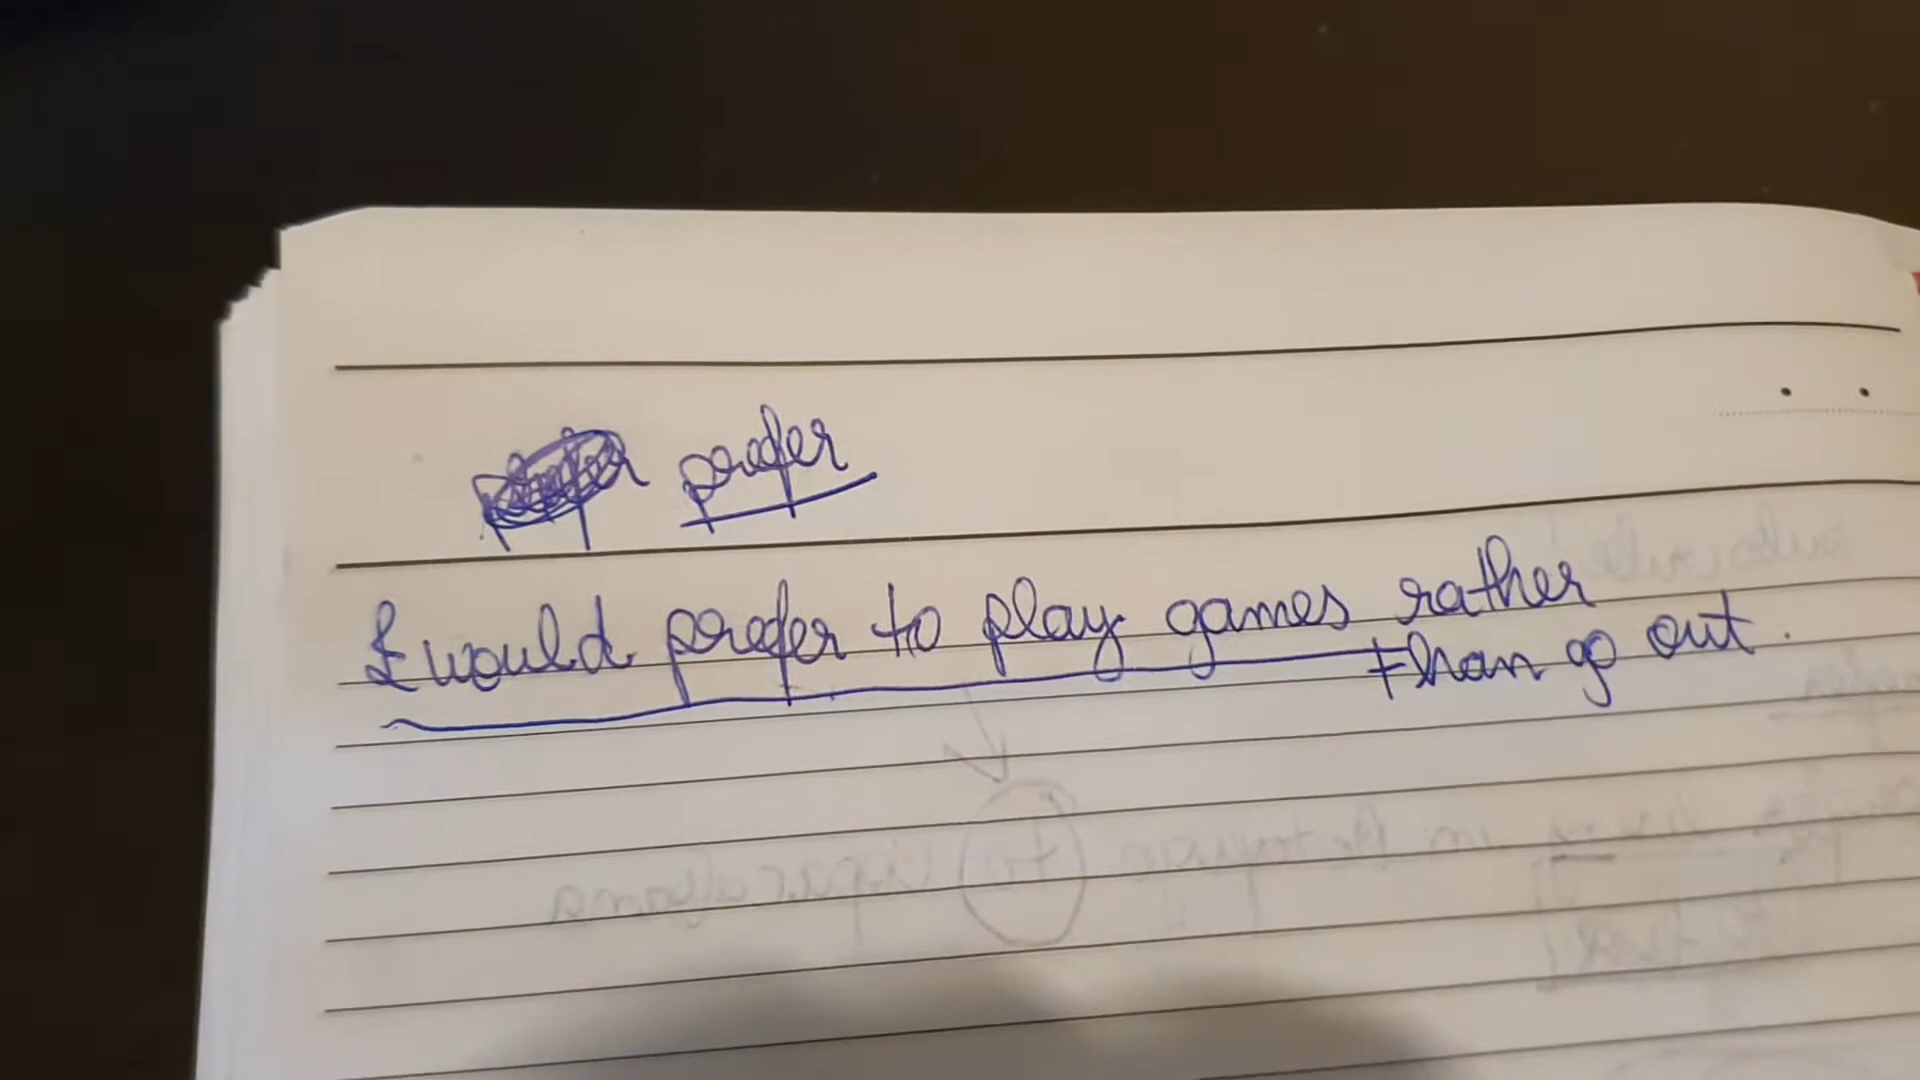 prefer
I would prefer to play games rather
than go out.